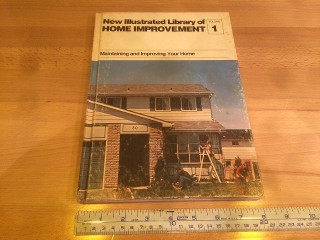 New Illustrated Library of
HOME IMPROVEMENT
1
Maintaining and Improving Your Home